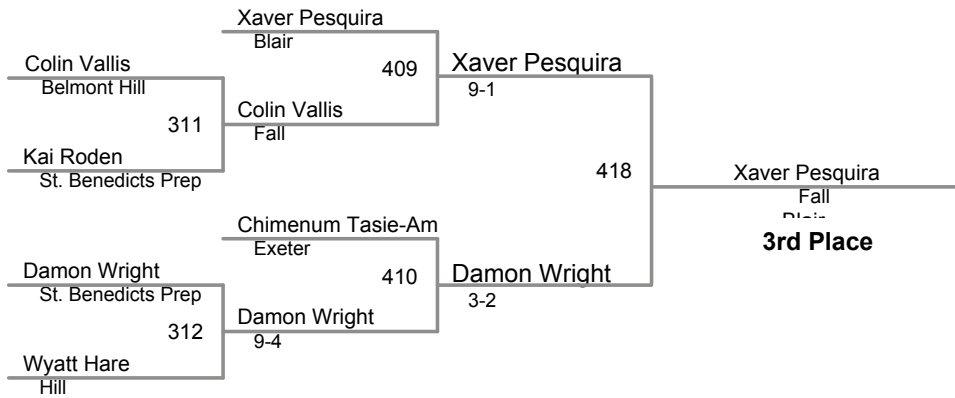 Xaver Pesquira
Blair
Colin Vallis
Belmont Hill
409
Xaver Pesquira
9-1
311
Colin Vallis
Fall
Kai Roden
St. Benedicts Prep
418
Xaver Pesquira
Fall
Blair
3rd Place
Chimenum Tasie-Am
Exeter
Damon Wright
St. Benedicts Prep
410
Damon Wright
3-2
312
Damon Wright
9-4
Wyatt Hare
Hill